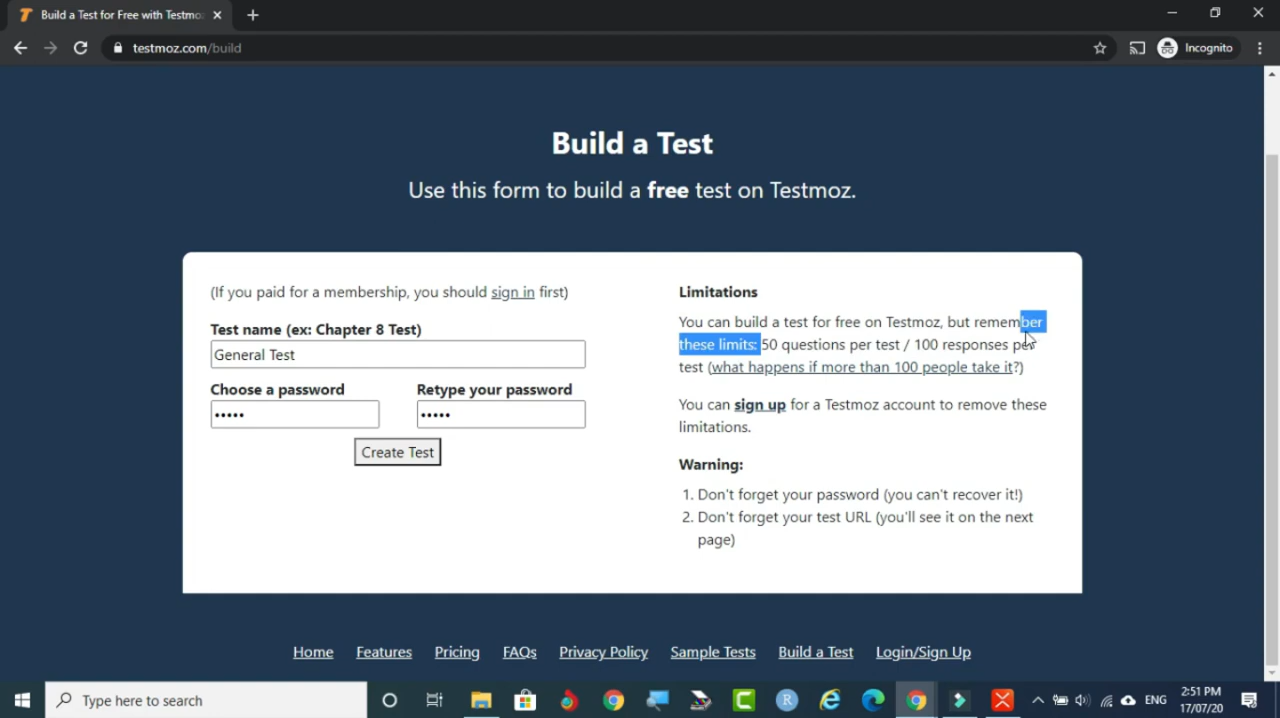 Build a Test for Free with Testmoz
testmoz.com/build
Incognito
Build a Test
Use this form to build a free test on Testmoz.
(If you paid for a membership, you should sign in first)
Test name (ex: Chapter 8 Test)
General Test
Choose a password
Retype your password
•••••
•••••
Create Test
Limitations
You can build a test for free on Testmoz, but remember
these limits: 50 questions per test / 100 responses per
test (what happens if more than 100 people take it?)
You can sign up for a Testmoz account to remove these
limitations.
Warning:
1. Don't forget your password (you can't recover it!)
2. Don't forget your test URL (you'll see it on the next
page)
Home
Features
Pricing
FAQs
Privacy Policy
Sample Tests
Build a Test
Login/Sign Up
Type here to search
ENG
2:51 PM
17/07/20